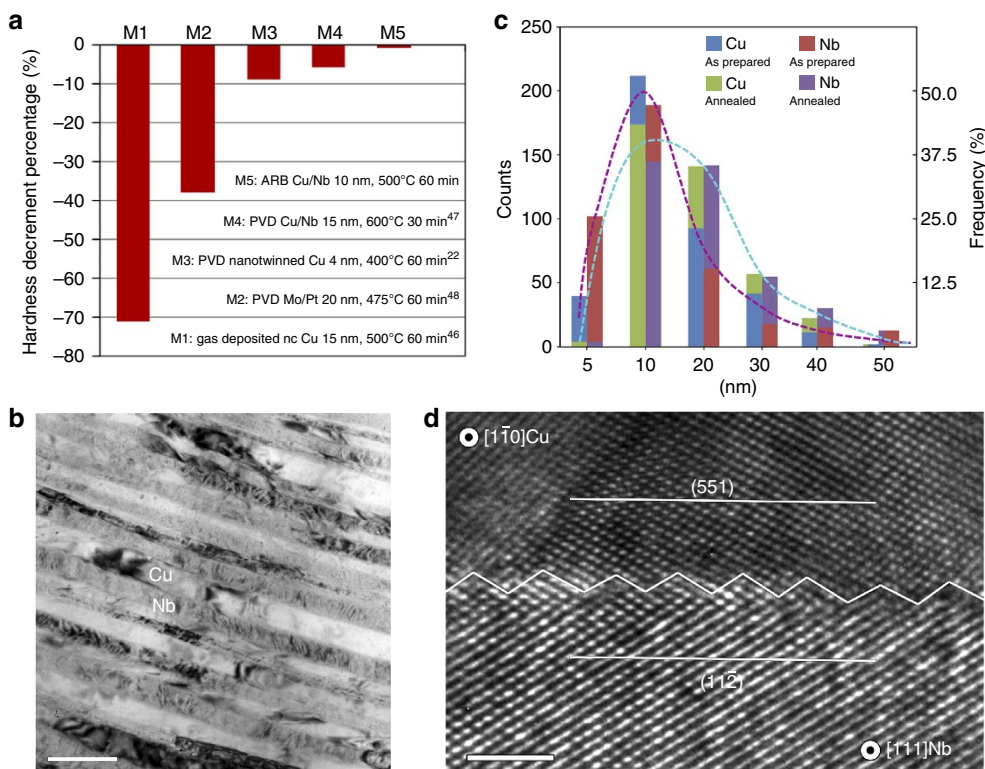 a
M1 M2 M3 M4 M5
Hardness decrement percentage (%)
0
−10
−20
−30
−40
−50
−60
−70
−80
M5: ARB Cu/Nb 10 nm, 500°C 60 min
M4: PVD Cu/Nb 15 nm, 600°C 30 min⁴⁷
M3: PVD nanotwinned Cu 4 nm, 400°C 60 min²²
M2: PVD Mo/Pt 20 nm, 475°C 60 min⁴⁸
M1: gas deposited nc Cu 15 nm, 500°C 60 min⁴⁶
c
Counts
250
200
150
100
50
0
Cu
As prepared
Nb
As prepared
Cu
Annealed
Nb
Annealed
50.0
37.5
25.0
12.5
Frequency (%)
5 10 20 30 40 50
(nm)
b
Cu
Nb
d
[11̄0]Cu
(551)
(112̄)
[111]Nb